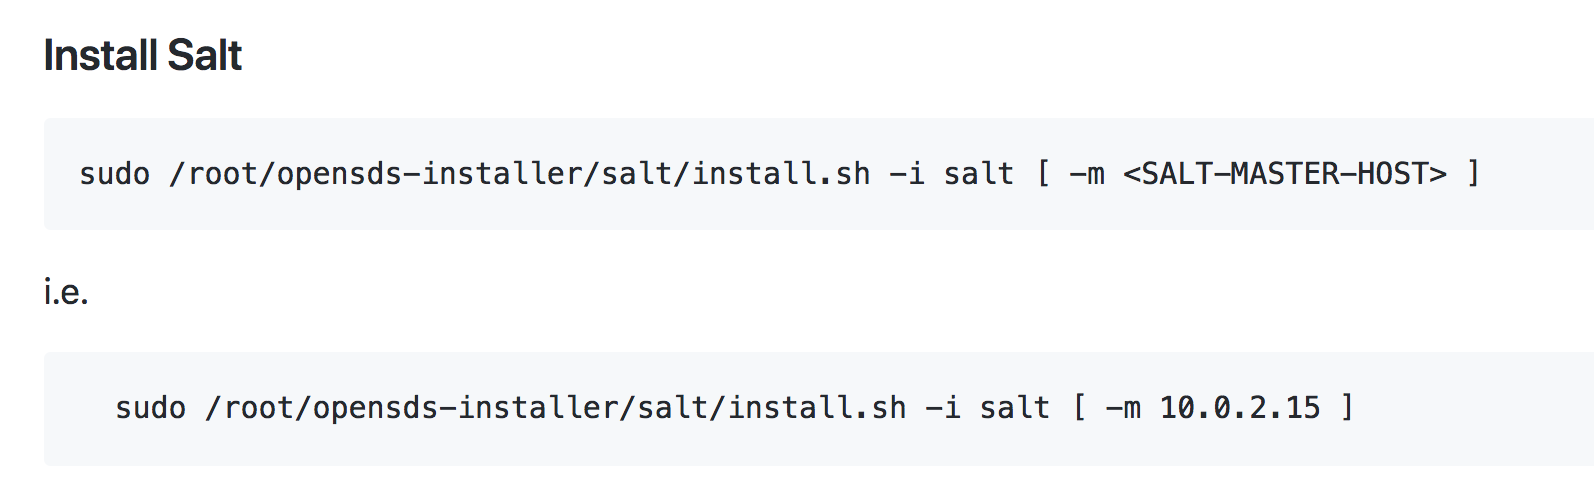 Install Salt
sudo /root/opensds-installer/salt/install.sh -i salt [ -m <SALT-MASTER-HOST> ]
i.e.
sudo /root/opensds-installer/salt/install.sh -i salt [ -m 10.0.2.15 ]